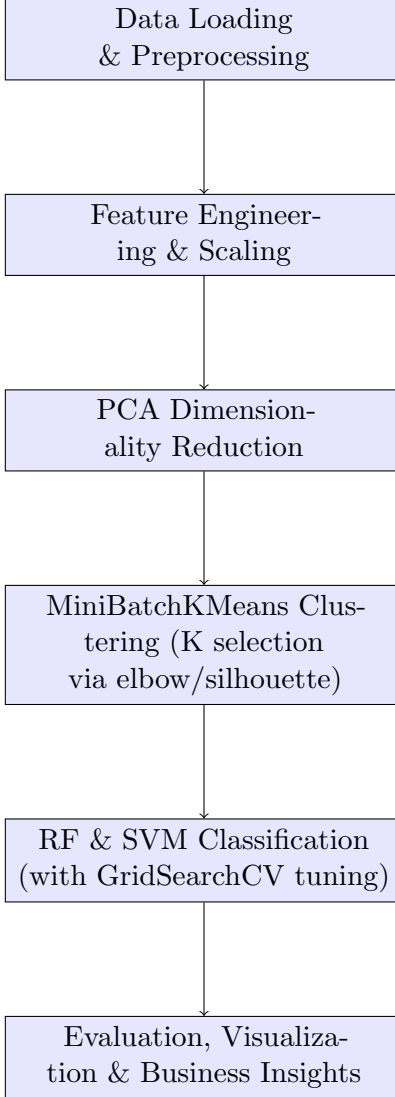 Data Loading
& Preprocessing
Feature Engineer-
ing & Scaling
PCA Dimension-
ality Reduction
MiniBatchKMeans Clus-
tering (K selection
via elbow/silhouette)
RF & SVM Classification
(with GridSearchCV tuning)
Evaluation, Visualiza-
tion & Business Insights